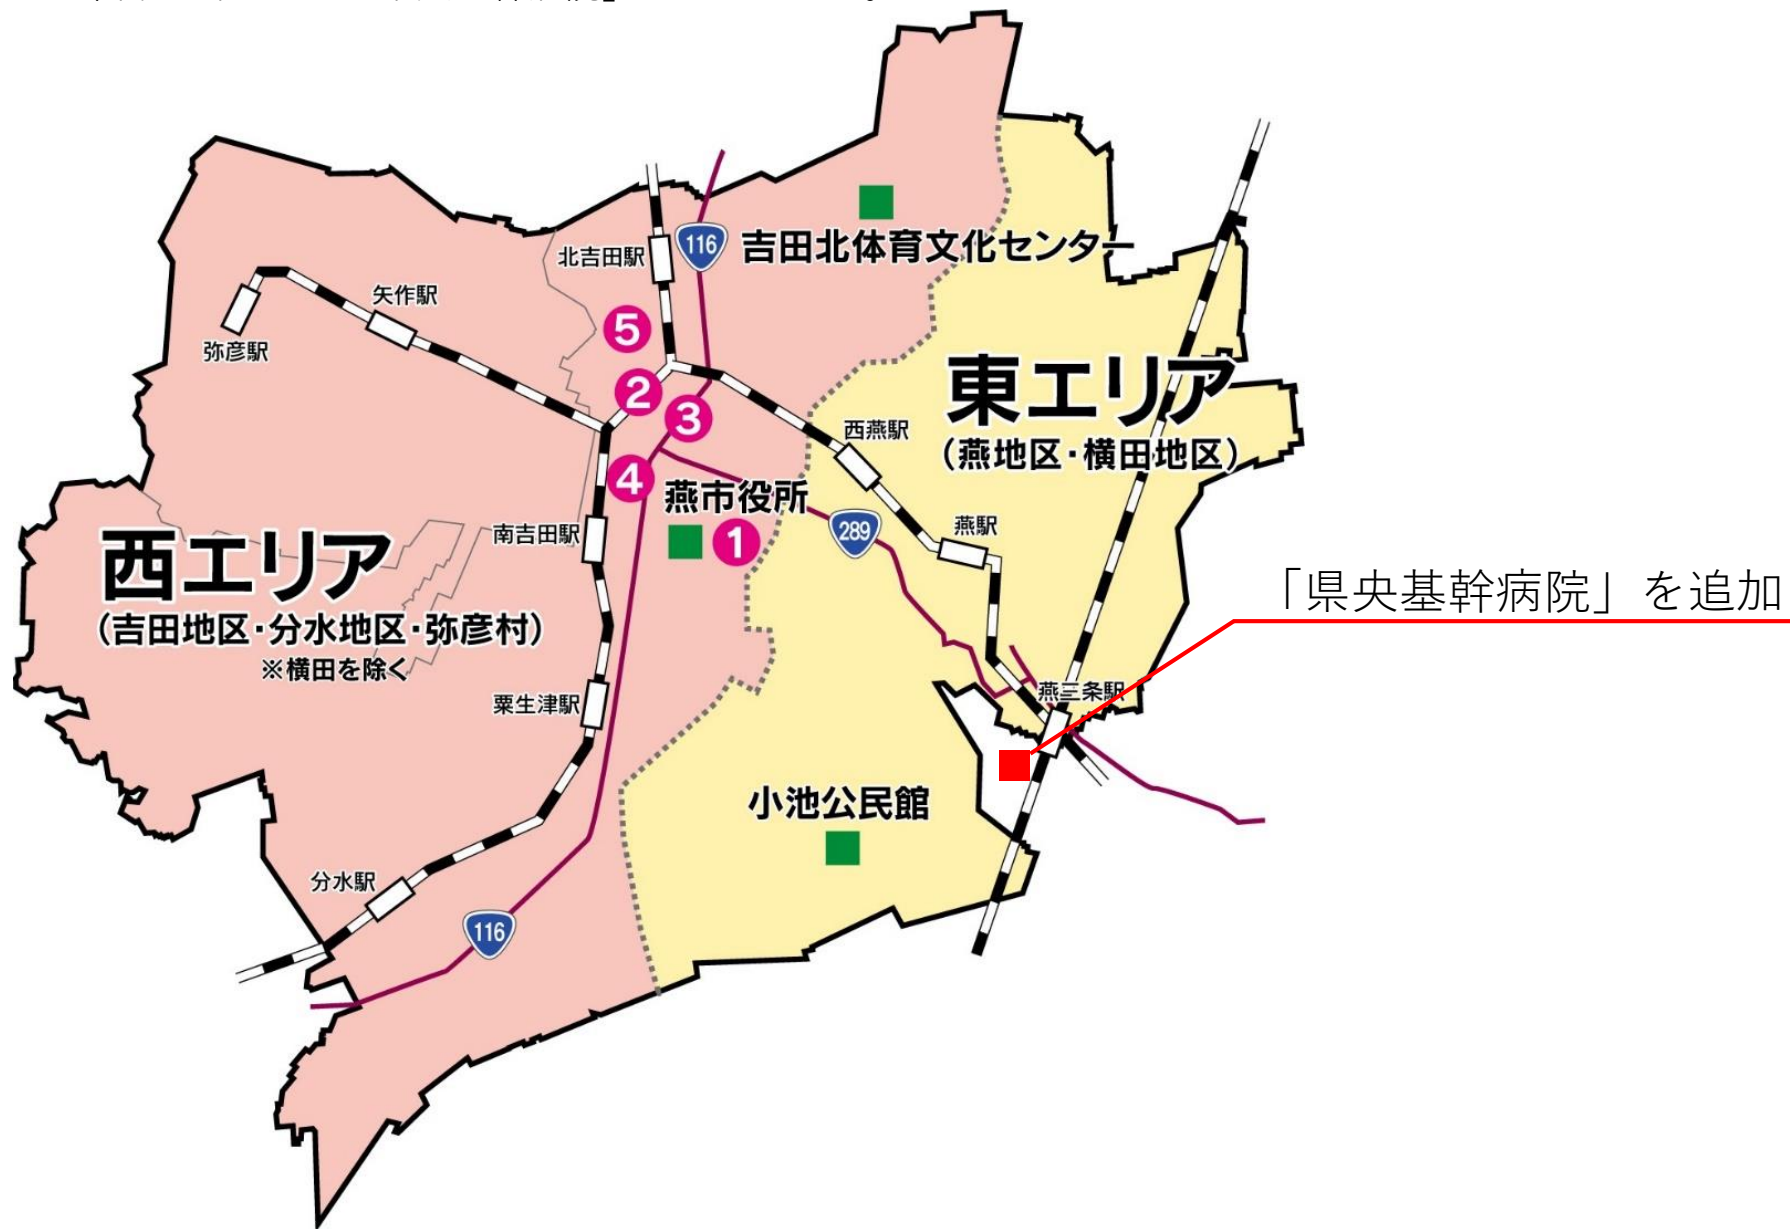 116
吉田北体育文化センター
北吉田駅
矢作駅
弥彦駅
5
2
3
4
東エリア
(燕地区・横田地区)
西燕駅
燕市役所
1
289
燕駅
南吉田駅
西エリア
(吉田地区・分水地区・弥彦村)
※横田を除く
「県央基幹病院」を追加
粟生津駅
燕三条駅
小池公民館
分水駅
116